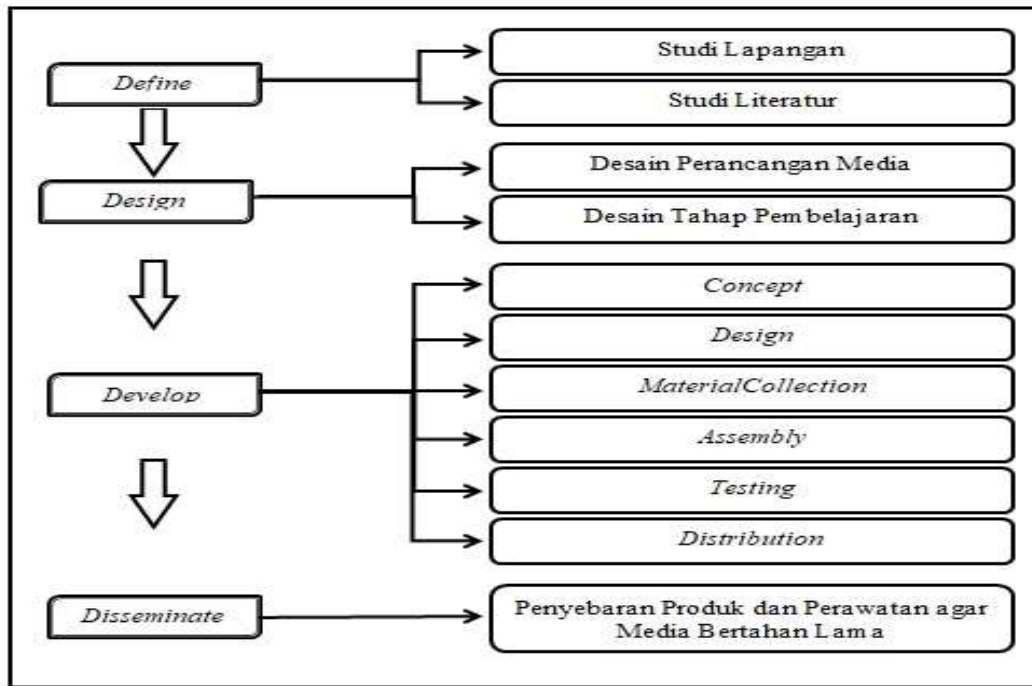 Define
Studi Lapangan
Studi Literatur
Design
Desain Perancangan Media
Desain Tahap Pembelajaran
Develop
Concept
Design
MaterialCollection
Assembly
Testing
Distribution
Disseminate
Penyebaran Produk dan Perawatan agar
Media Bertahan Lama